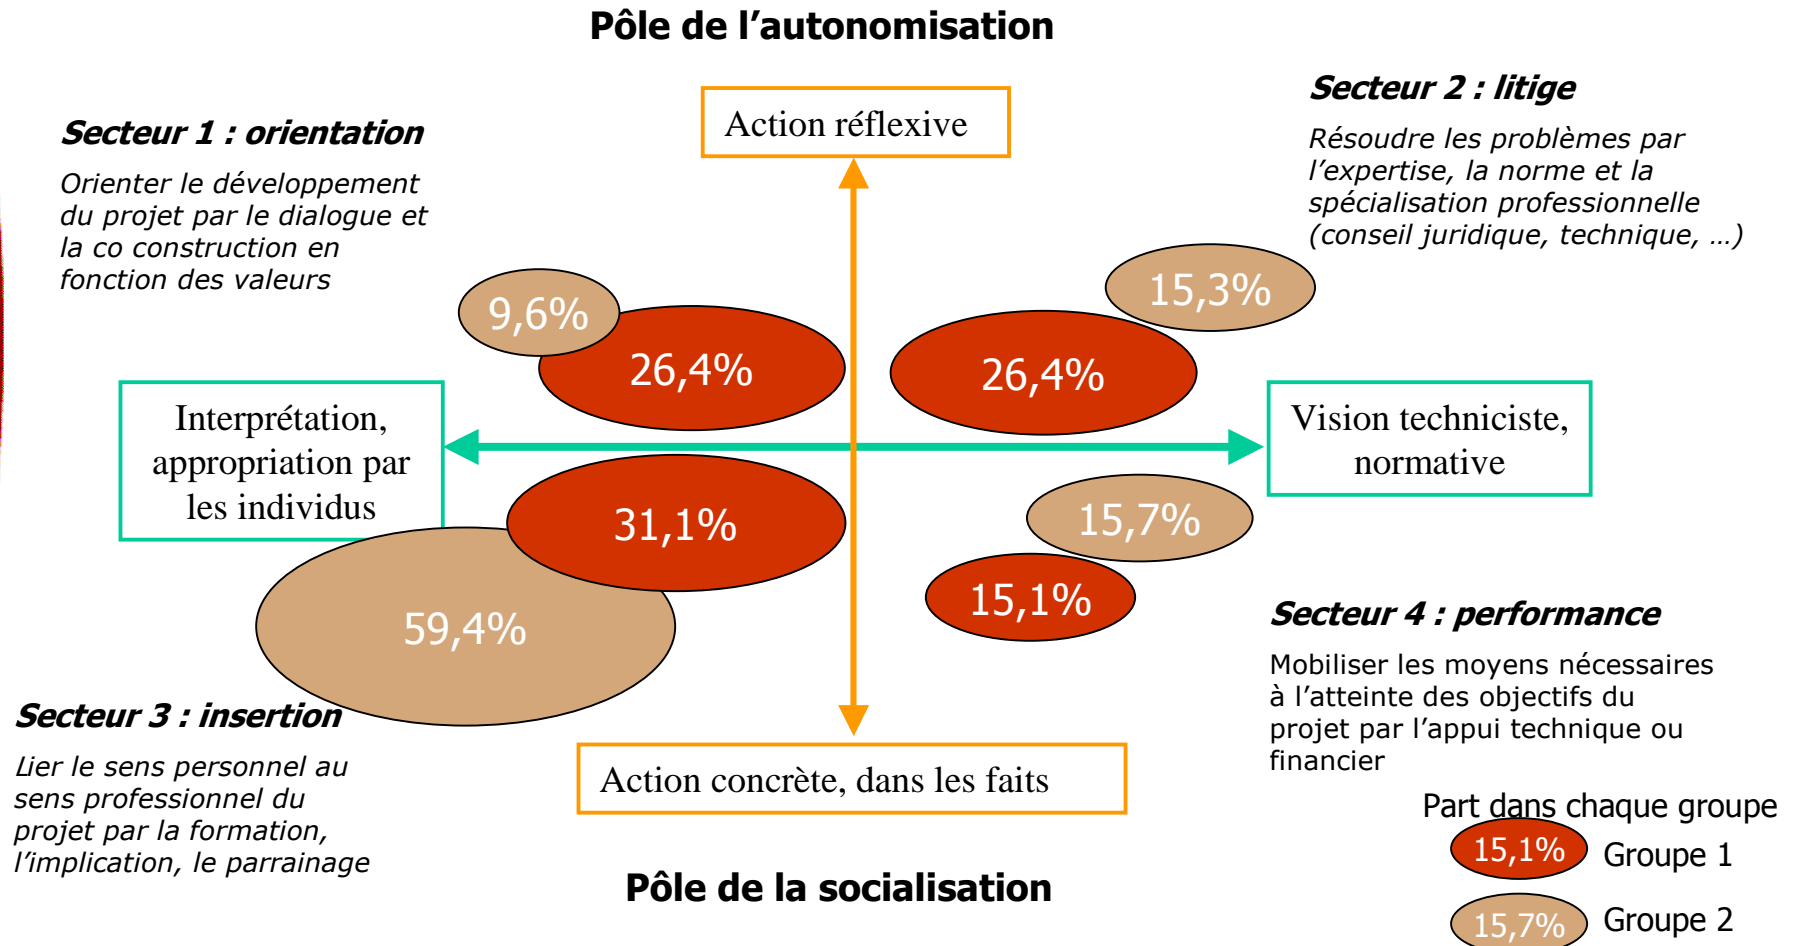 Pôle de l’autonomisation
Secteur 1 : orientation
Orienter le développement
du projet par le dialogue et
la co construction en
fonction des valeurs
Action réflexive
Secteur 2 : litige
Résoudre les problèmes par
l’expertise, la norme et la
spécialisation professionnelle
(conseil juridique, technique, …)
9,6%
26,4%
15,3%
26,4%
Interprétation,
appropriation par
les individus
Vision techniciste,
normative
31,1%
59,4%
15,7%
15,1%
Secteur 3 : insertion
Lier le sens personnel au
sens professionnel du
projet par la formation,
l’implication, le parrainage
Action concrète, dans les faits
Secteur 4 : performance
Mobiliser les moyens nécessaires
à l’atteinte des objectifs du
projet par l’appui technique ou
financier
Pôle de la socialisation
Part dans chaque groupe
15,1% Groupe 1
15,7% Groupe 2